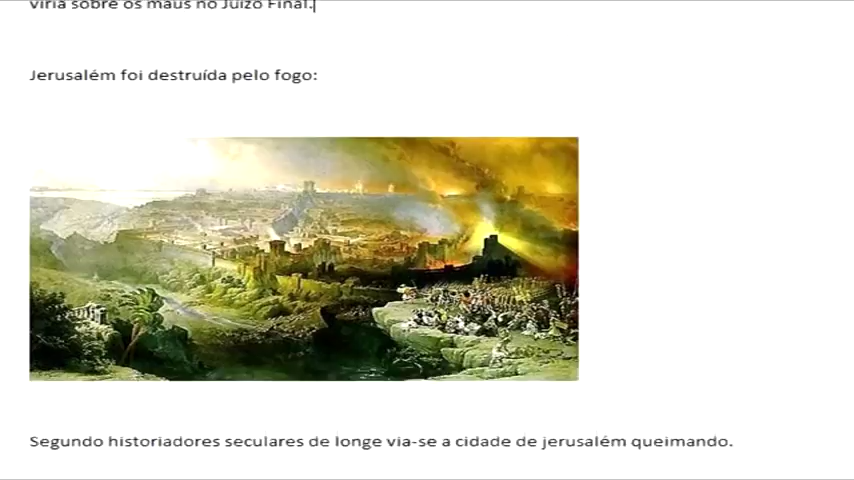 viria sobre os maus no Juízo Final.
Jerusalém foi destruída pelo fogo:
Segundo historiadores seculares de longe via-se a cidade de jerusalém queimando.